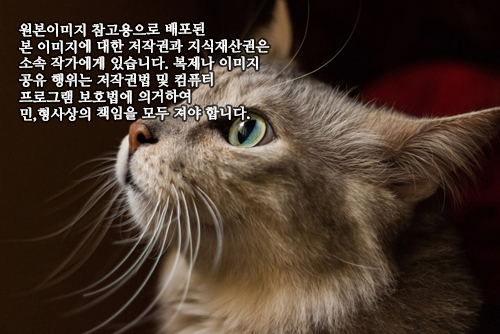 원본이미지 참고용으로 배포된
본 이미지에 대한 저작권과 지식재산권은
소속 작가에게 있습니다. 복제나 이미지
공유 행위는 저작권법 및 컴퓨터
프로그램 보호법에 의거하여
민,형사상의 책임을 모두 져야 합니다.